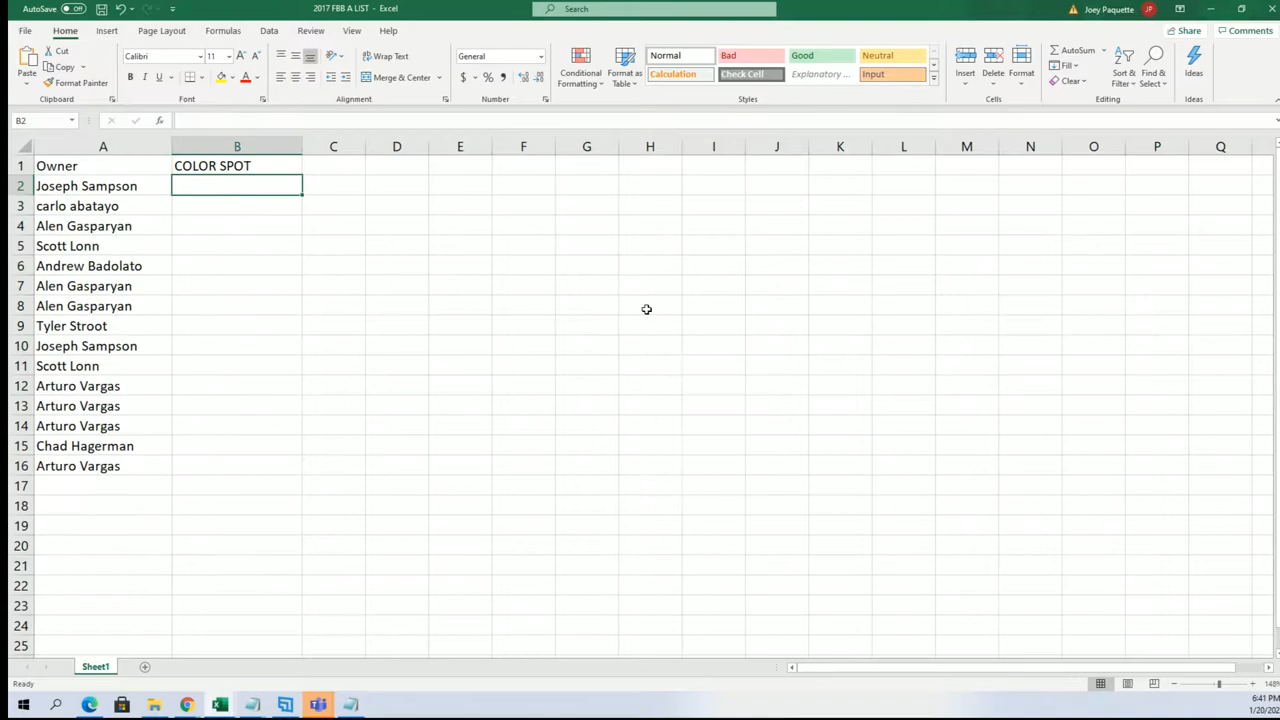 AutoSave Off 2017 FBB A LIST - Excel Search Joey Paquette JP
File Home Insert Page Layout Formulas Data Review View Help Share Comments
Paste Cut Copy Format Painter Clipboard
Calibri 11 B I U A Font
Wrap Text Merge & Center Alignment
General $ % Number
Conditional Formatting Format as Table
Normal Bad Good Neutral
Calculation Check Cell Explanatory ... Input
Styles
Insert Delete Format Cells
AutoSum Fill Clear Sort & Filter Find & Select Editing
Ideas Ideas
B2 fx
A B C D E F G H I J K L M N O P Q
1 Owner COLOR SPOT
2 Joseph Sampson
3 carlo abatayo
4 Alen Gasparyan
5 Scott Lonn
6 Andrew Badolato
7 Alen Gasparyan
8 Alen Gasparyan
9 Tyler Stroot
10 Joseph Sampson
11 Scott Lonn
12 Arturo Vargas
13 Arturo Vargas
14 Arturo Vargas
15 Chad Hagerman
16 Arturo Vargas
17
18
19
20
21
22
23
24
25
Sheet1
Ready 148%
6:41 PM
1/20/202